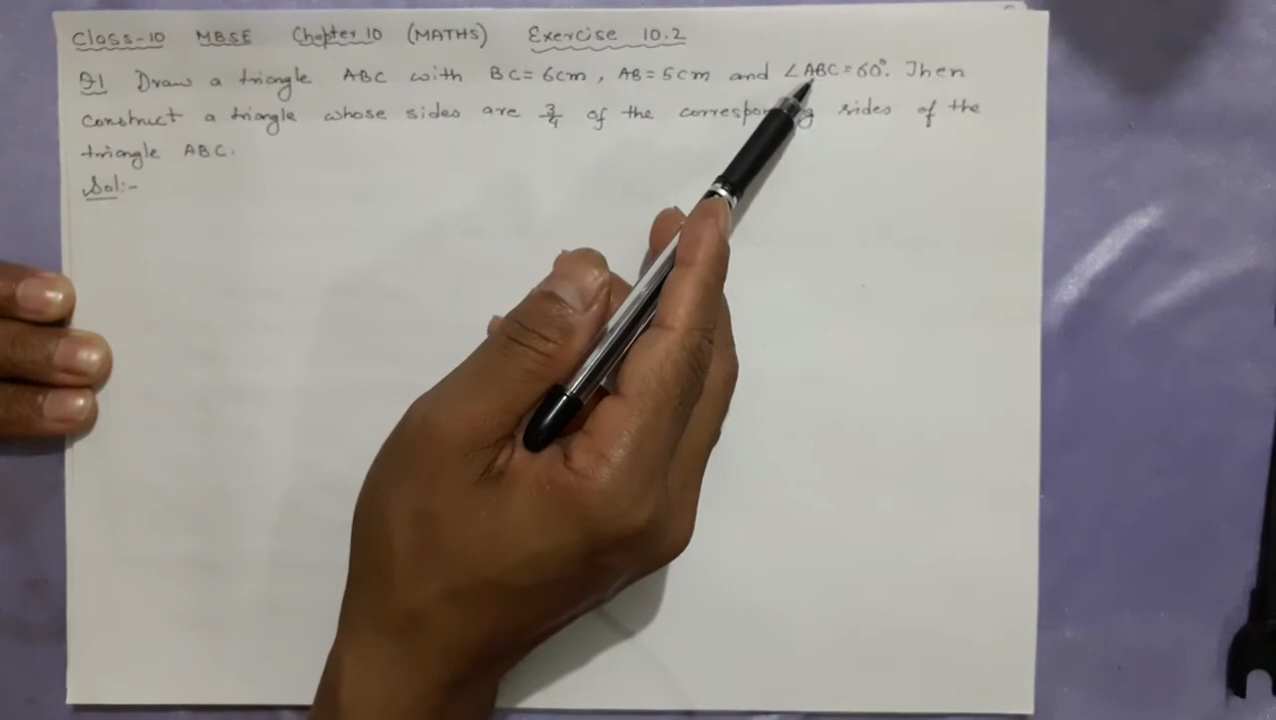 Class-10 MBSE Chapter 10 (MATHS) Exercise 10.2
Q1 Draw a triangle ABC with BC = 6cm, AB = 5cm and ∠ABC = 60°. Then
construct a triangle whose sides are 3/4 of the corresponding sides of the
triangle ABC.
Sol:-